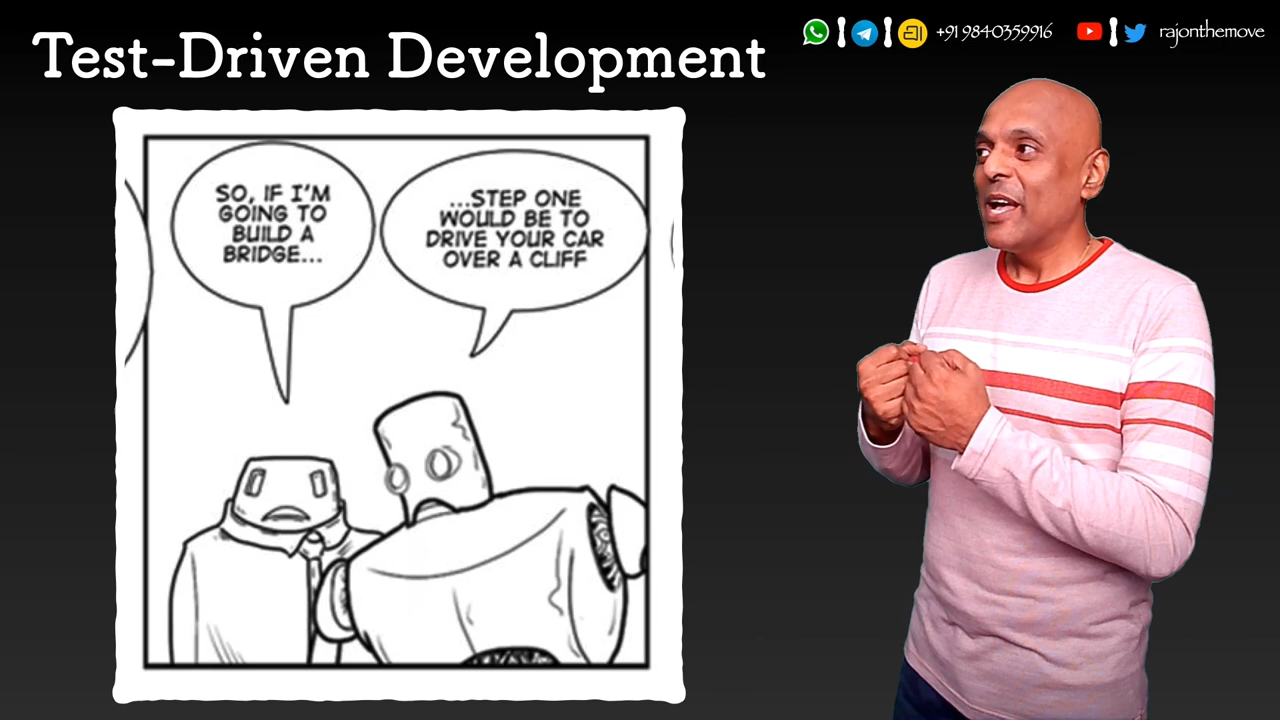 Test-Driven Development
+91 9840359916
rajonthemove
SO, IF I'M
GOING TO
BUILD A
BRIDGE...
...STEP ONE
WOULD BE TO
DRIVE YOUR CAR
OVER A CLIFF